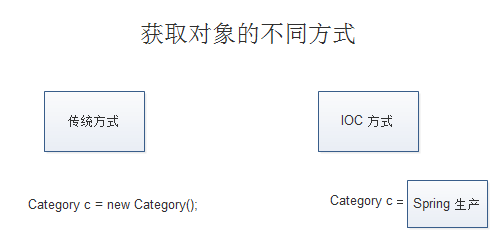 获取对象的不同方式
传统方式
IOC 方式
Category c = new Category();
Category c = Spring 生产